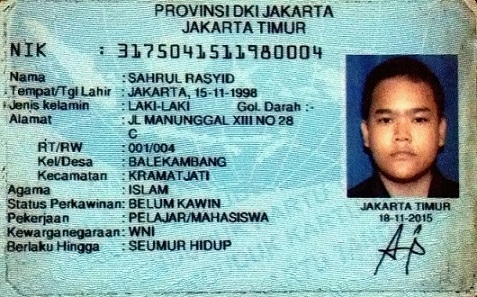 PROVINSI DKI JAKARTA
JAKARTA TIMUR
NIK : 3175041511980004
Nama : SAHRUL RASYID
Tempat/Tgl Lahir : JAKARTA, 15-11-1998
Jenis kelamin : LAKI-LAKI Gol. Darah :-
Alamat : JL MANUNGGAL XIII NO 28
C
RT/RW : 001/004
Kel/Desa : BALEKAMBANG
Kecamatan : KRAMATJATI
Agama : ISLAM
Status Perkawinan: BELUM KAWIN
Pekerjaan : PELAJAR/MAHASISWA
Kewarganegaraan: WNI
Berlaku Hingga : SEUMUR HIDUP
JAKARTA TIMUR
18-11-2015